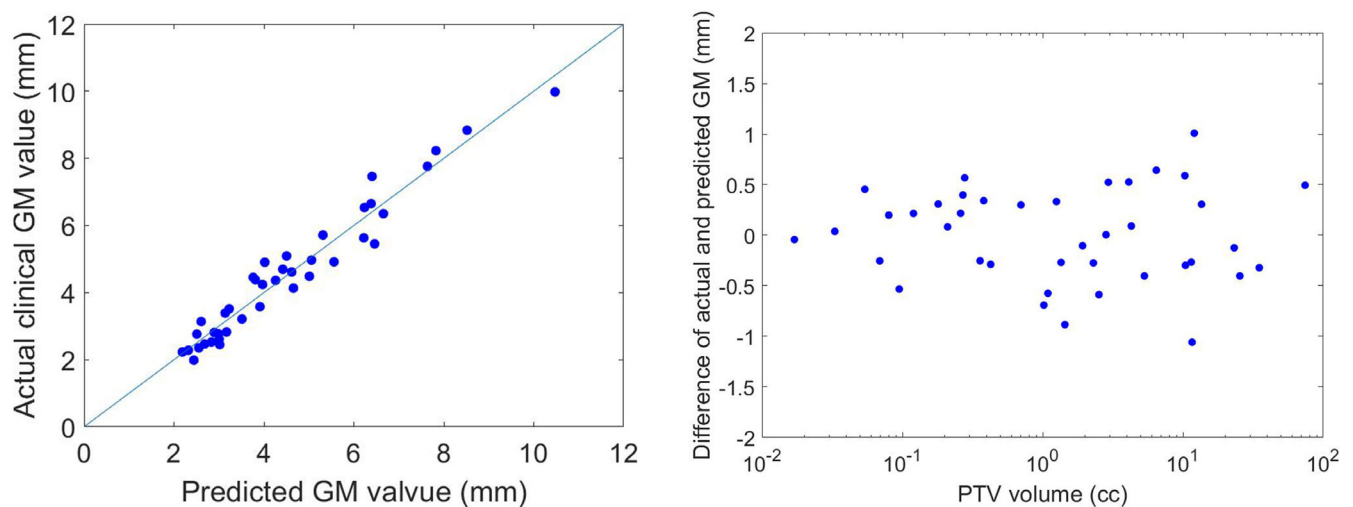 Actual clinical GM value (mm)
12
10
8
6
4
2
0
0 2 4 6 8 10 12
Predicted GM valvue (mm)
Difference of actual and predicted GM (mm)
2
1.5
1
0.5
0
-0.5
-1
-1.5
-2
10-2 10-1 100 101 102
PTV volume (cc)